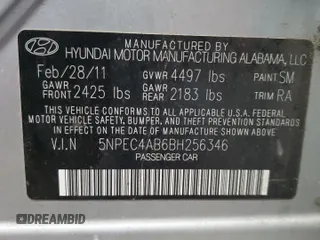 MANUFACTURED BY
HYUNDAI MOTOR MANUFACTURING ALABAMA, LLC
Feb/28/11 GVWR 4497 lbs PAINT SM
GAWR FRONT 2425 lbs GAWR REAR 2183 lbs TRIM RA
THIS VEHICLE CONFORMS TO ALL APPLICABLE U.S.A. FEDERAL
MOTOR VEHICLE SAFETY, BUMPER, AND THEFT PREVENTION
STANDARDS IN EFFECT ON THE DATE OF MANUFACTURE
SHOWN ABOVE.
V.I.N 5NPEC4AB6BH256346
PASSENGER CAR
© DREAMBID DREAMBID.COM